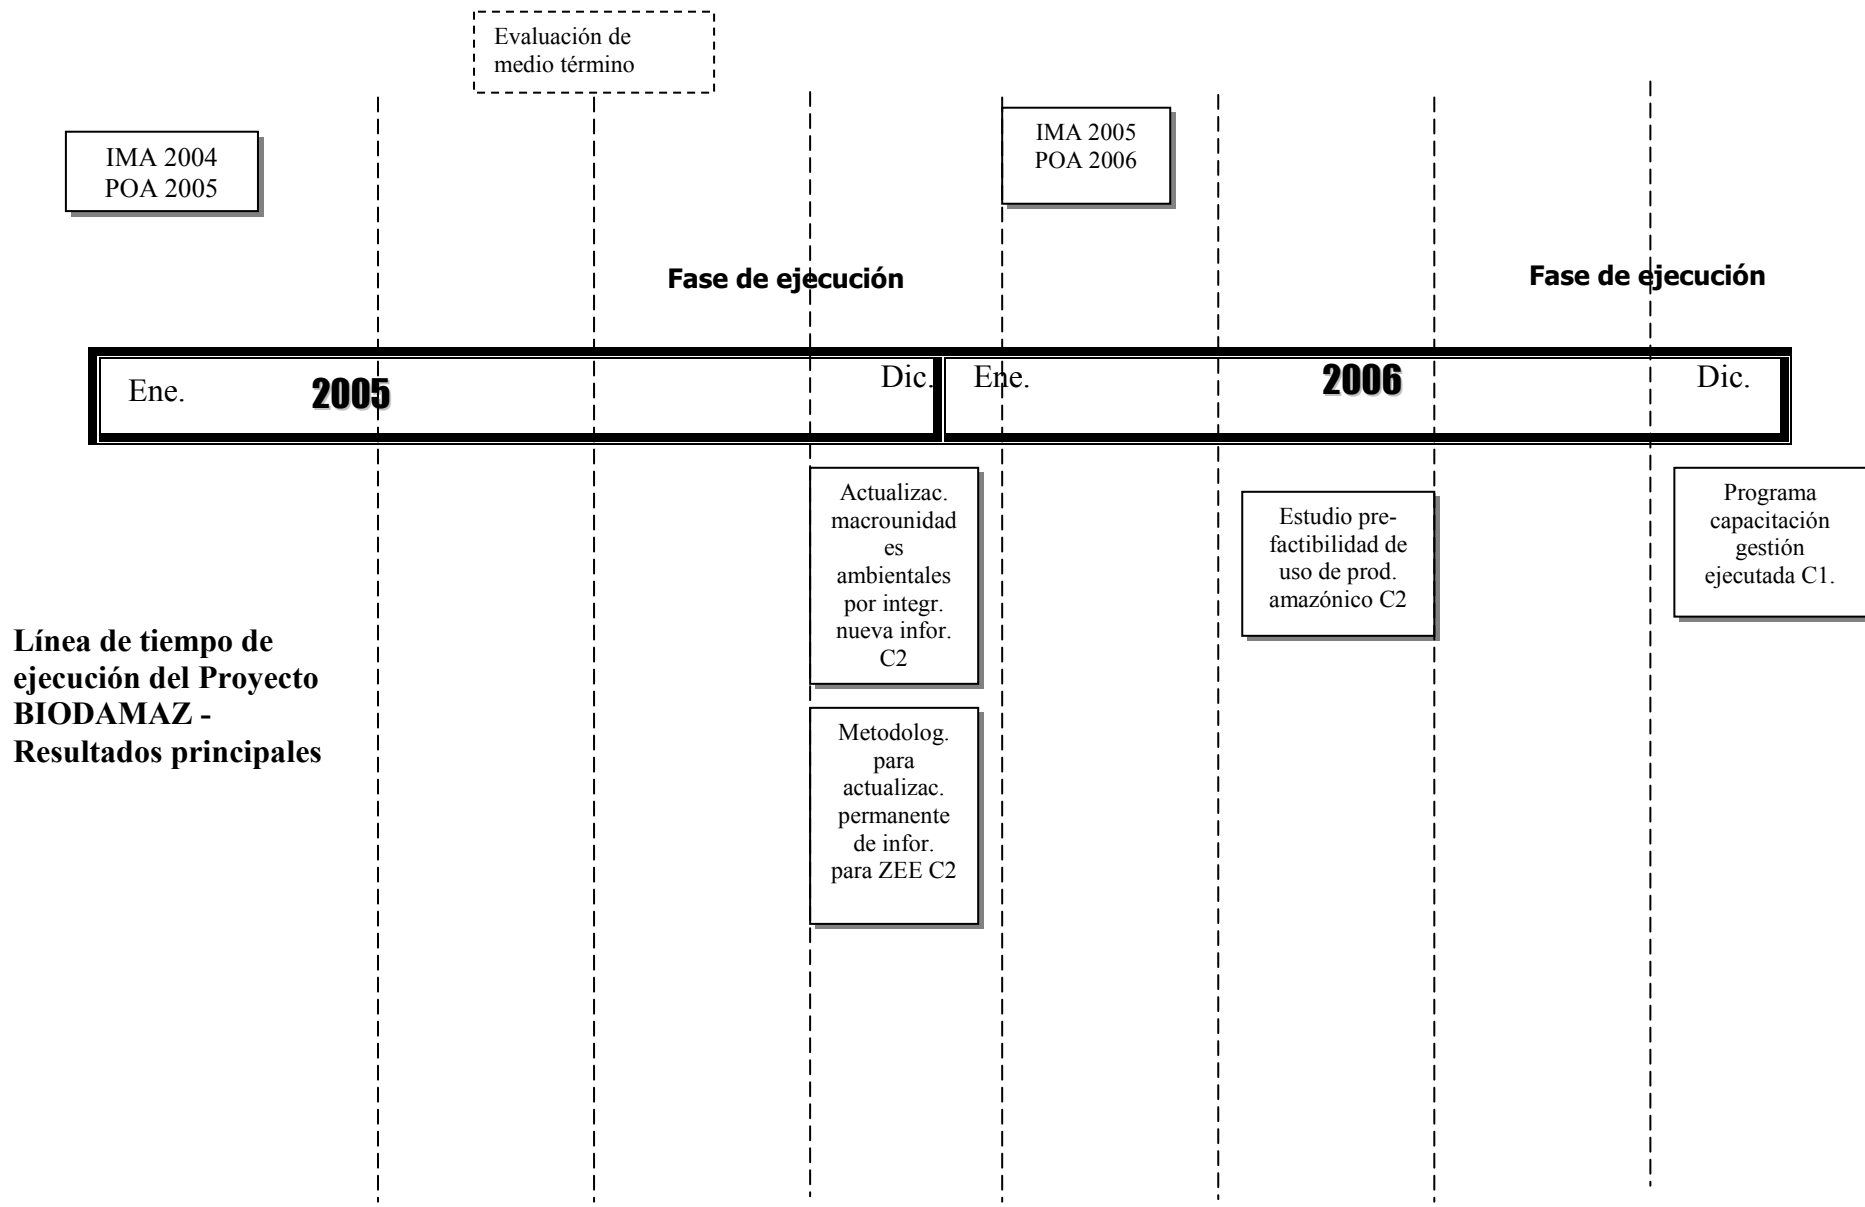 Evaluación de
medio término
IMA 2004
POA 2005
IMA 2005
POA 2006
Fase de ejecución
Fase de ejecución
Ene.
2005
Dic.
Ene.
2006
Dic.
Actualizac.
macrounidad
es
ambientales
por integr.
nueva infor.
C2
Estudio pre-
factibilidad de
uso de prod.
amazónico C2
Programa
capacitación
gestión
ejecutada C1.
Línea de tiempo de
ejecución del Proyecto
BIODAMAZ -
Resultados principales
Metodolog.
para
actualizac.
permanente
de infor.
para ZEE C2